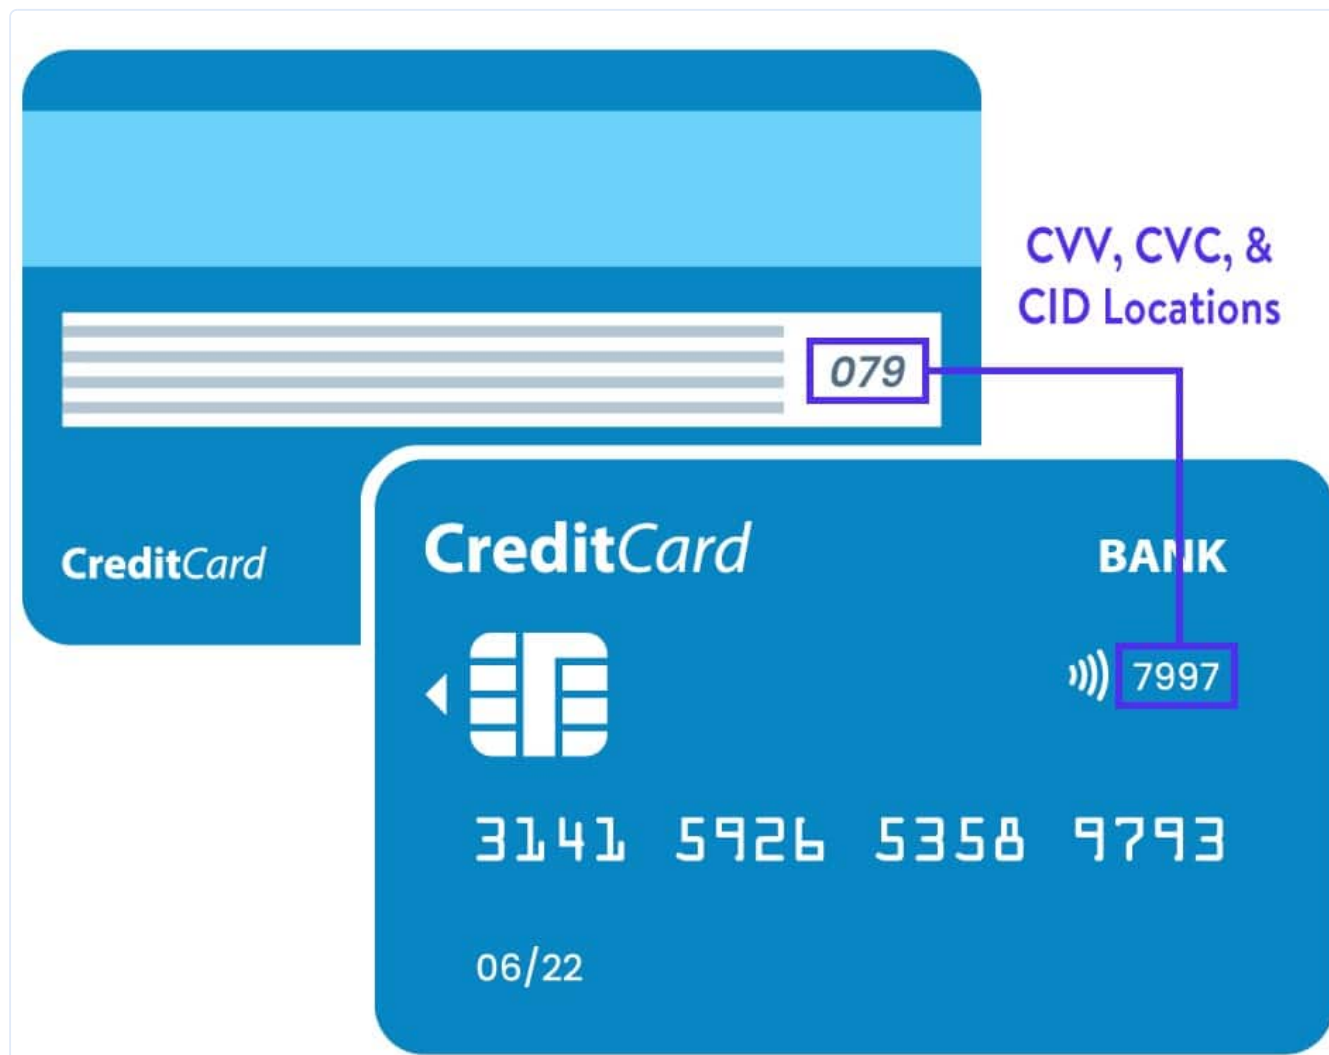 CVV, CVC, &
CID Locations
079
CreditCard
CreditCard
BANK
7997
3141 5926 5358 9793
06/22